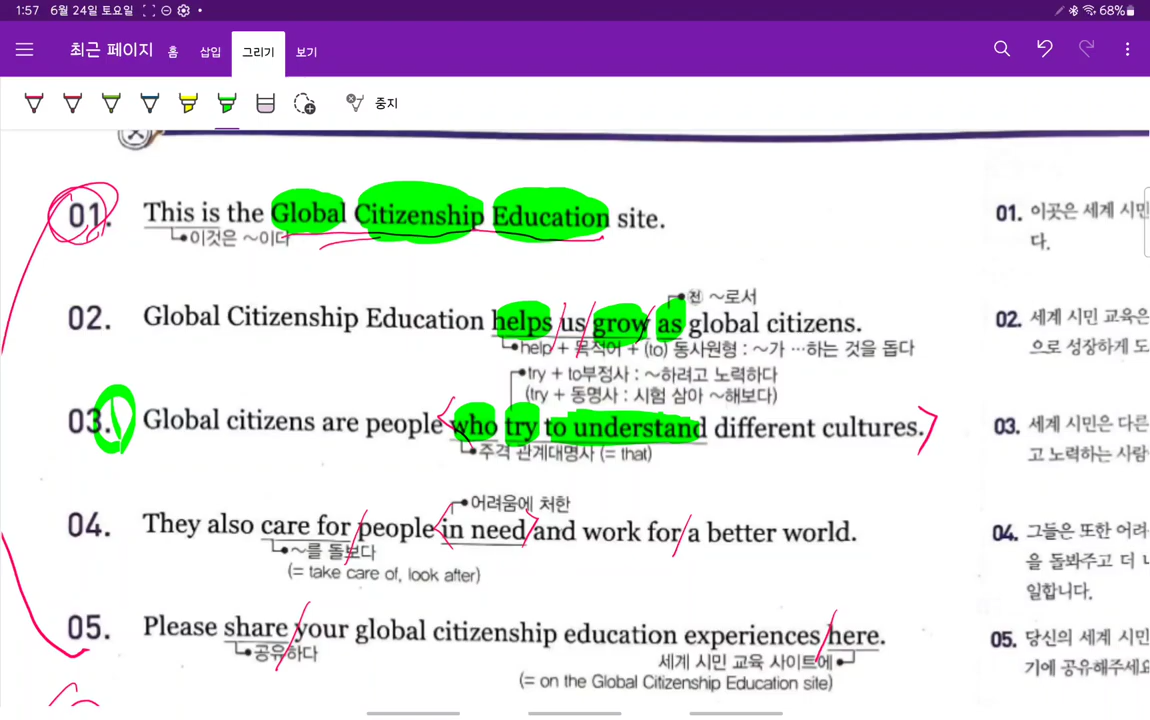 1:57 6월 24일 토요일 68%
최근 페이지 홈 삽입 그리기 보기
중지
01. This is the Global Citizenship Education site.
이것은 ~이다
01. 이곳은 세계 시민
다.
전 ~로서
02. Global Citizenship Education helps us grow as global citizens.
help + 목적어 + (to) 동사원형 : ~가 …하는 것을 돕다
02. 세계 시민 교육은
으로 성장하게 도
try + to부정사 : ~하려고 노력하다
(try + 동명사 : 시험 삼아 ~해보다)
03. Global citizens are people who try to understand different cultures.
주격 관계대명사 (= that)
03. 세계 시민은 다른
고 노력하는 사람
어려움에 처한
04. They also care for people in need and work for a better world.
~를 돌보다
(= take care of, look after)
04. 그들은 또한 어려
을 돌봐주고 더 나
일합니다.
05. Please share your global citizenship education experiences here.
공유하다
세계 시민 교육 사이트에
(= on the Global Citizenship Education site)
05. 당신의 세계 시민
기에 공유해주세요